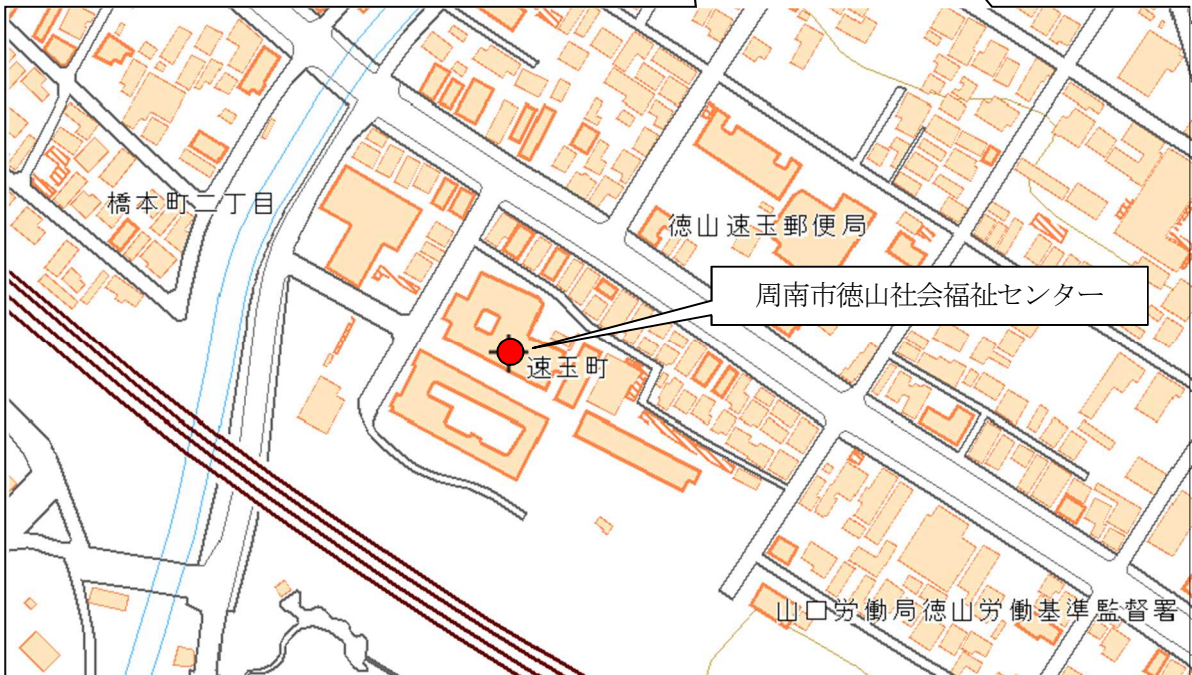 橋本町二丁目
徳山速玉郵便局
周南市徳山社会福祉センター
速玉町
山口労働局徳山労働基準監督署